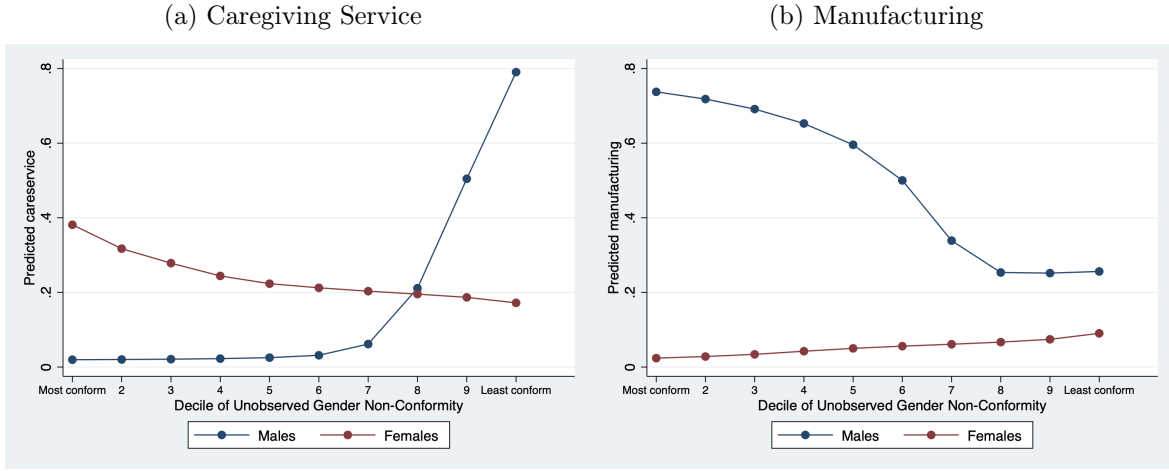 (a) Caregiving Service
Predicted careservice
.8
.6
.4
.2
0
Most conform 2 3 4 5 6 7 8 9 Least conform
Decile of Unobserved Gender Non-Conformity
Males Females
(b) Manufacturing
Predicted manufacturing
.8
.6
.4
.2
0
Most conform 2 3 4 5 6 7 8 9 Least conform
Decile of Unobserved Gender Non-Conformity
Males Females